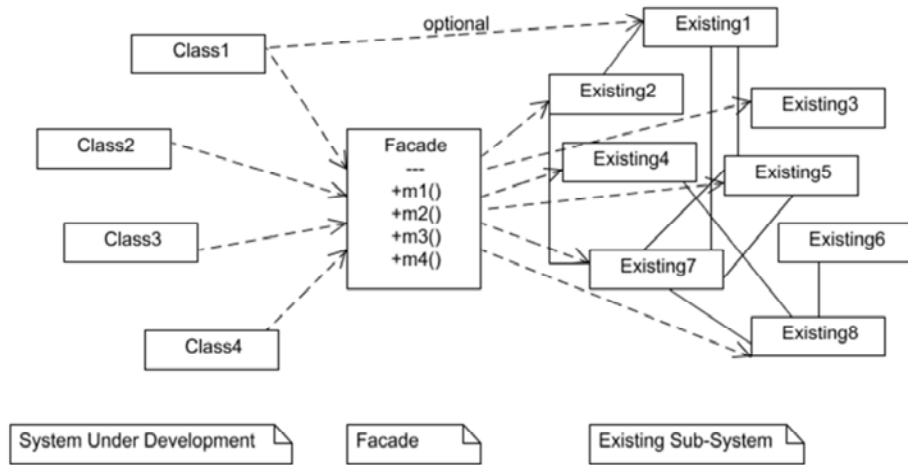 optional
Existing1
Class1
Existing2
Existing3
Class2
Facade
---
+m1()
+m2()
+m3()
+m4()
Existing4
Existing5
Class3
Existing6
Existing7
Class4
Existing8
System Under Development
Facade
Existing Sub-System